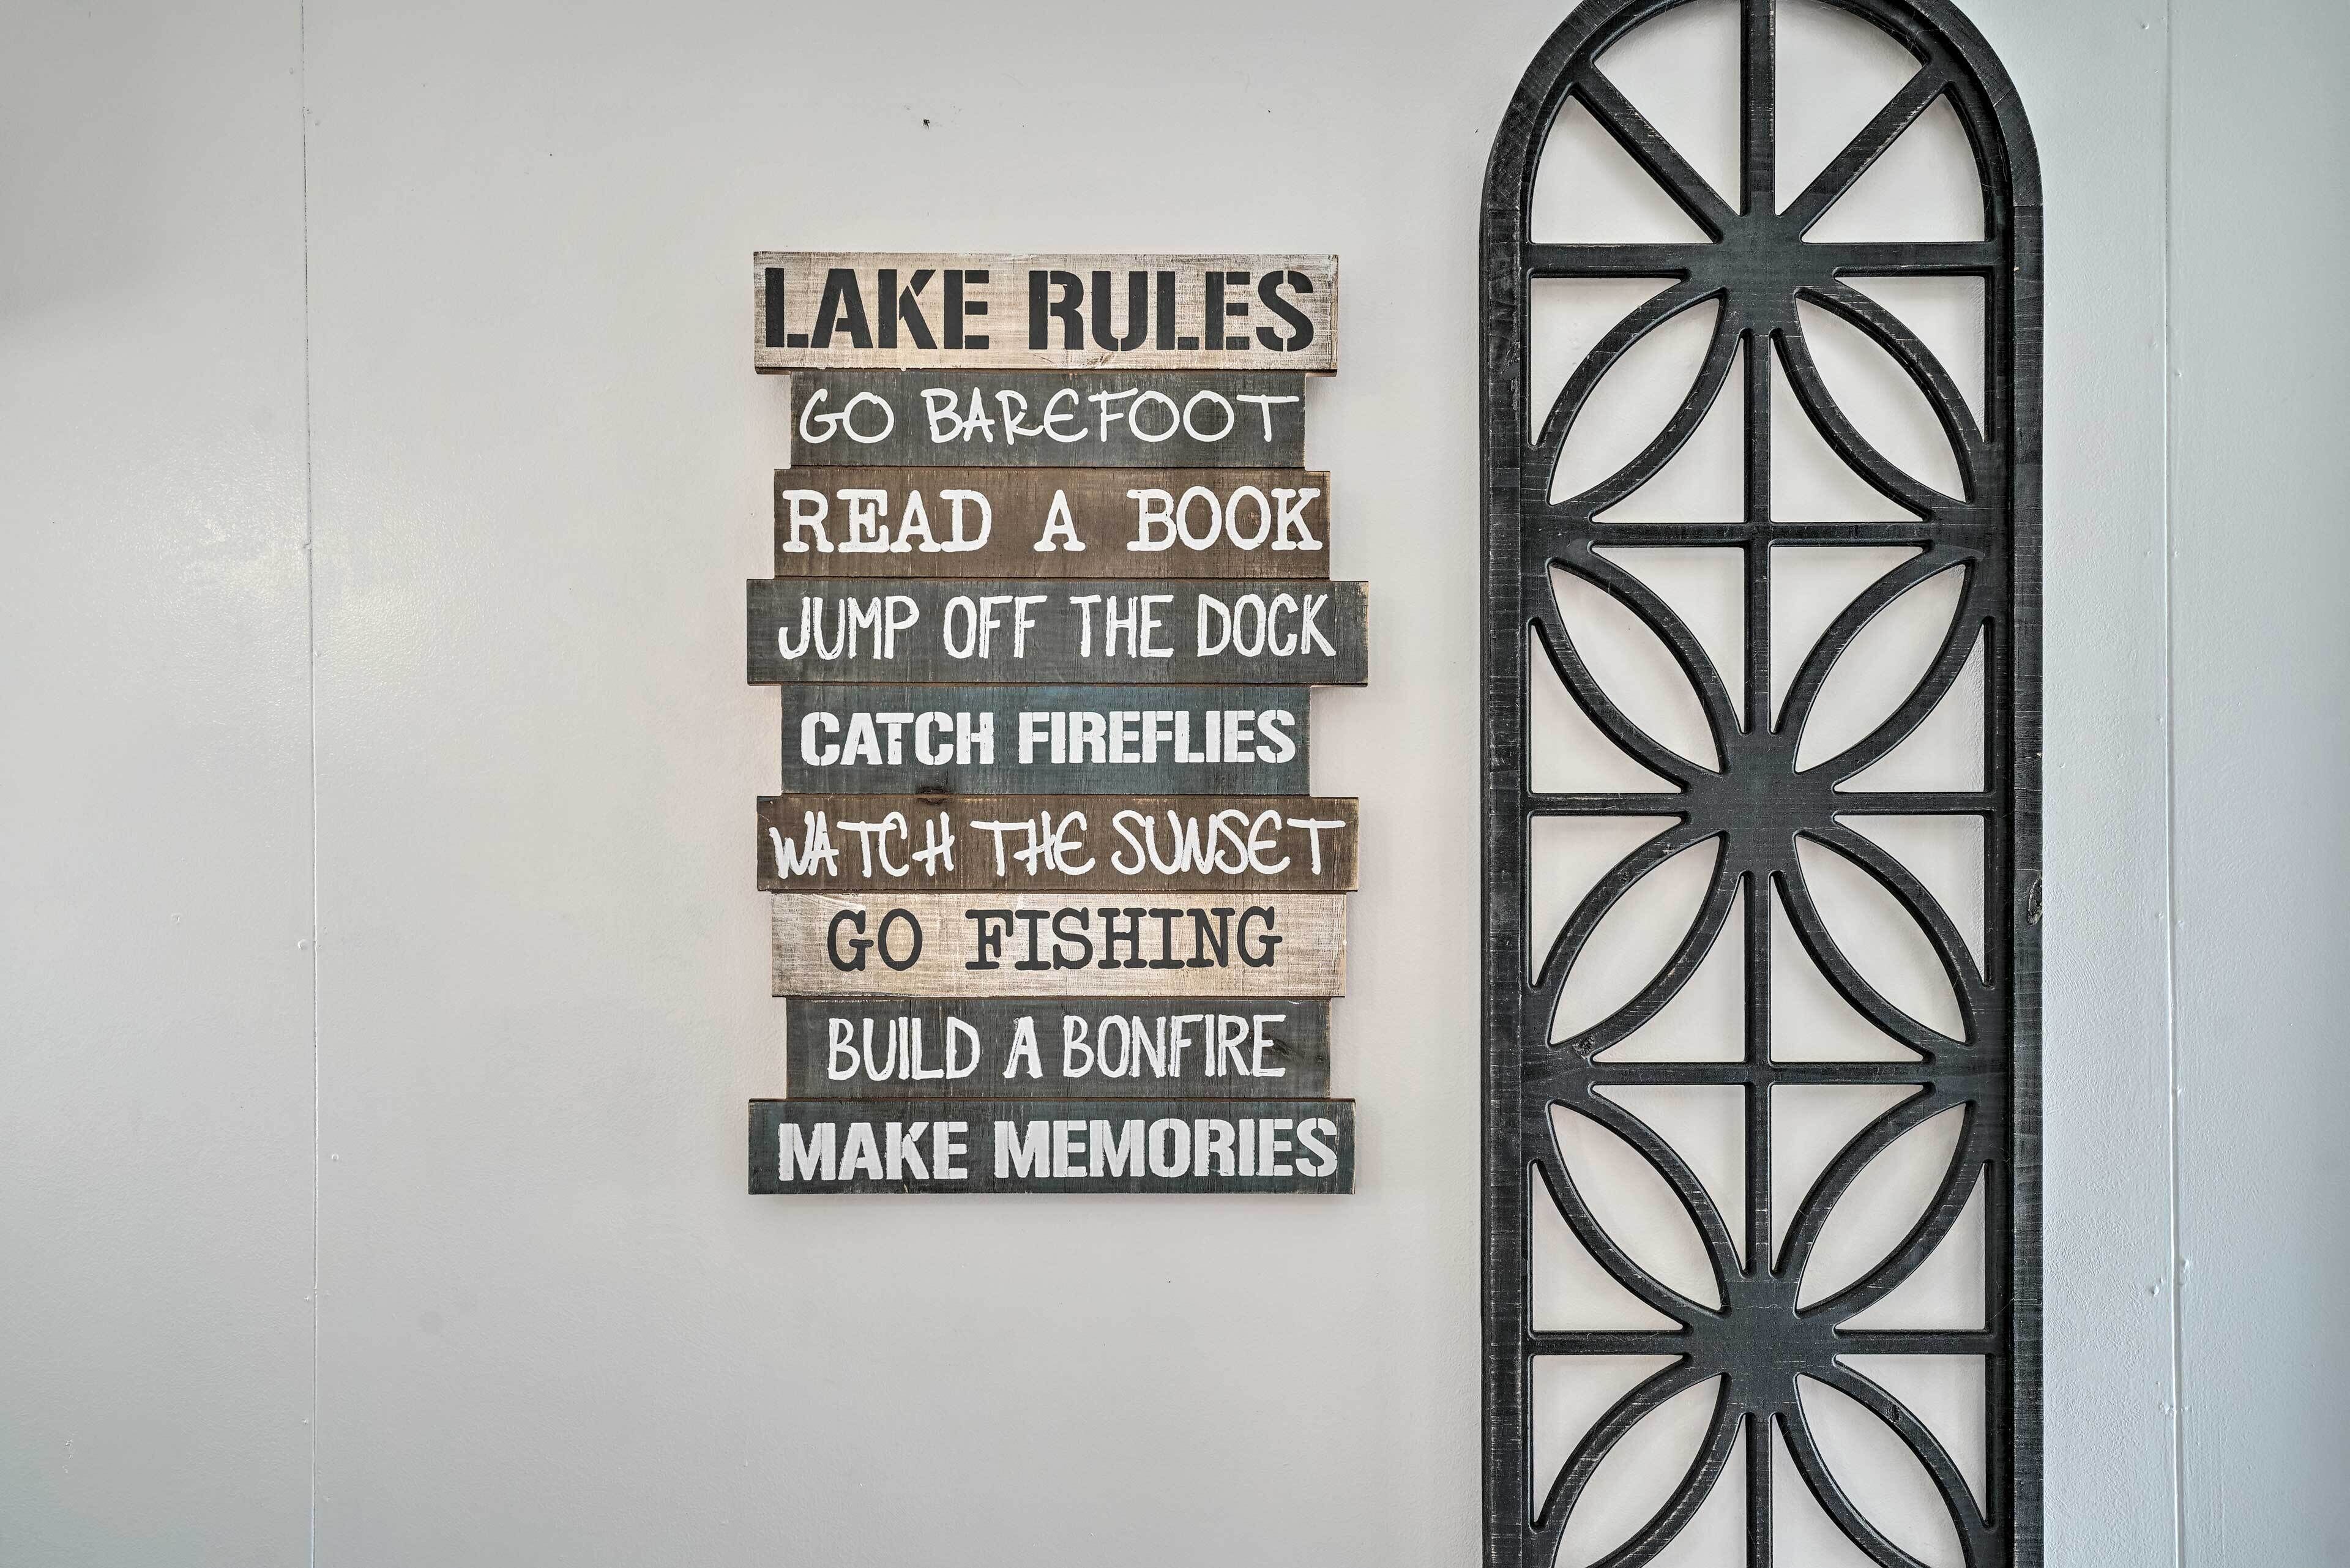 LAKE RULES
GO BAREFOOT
READ A BOOK
JUMP OFF THE DOCK
CATCH FIREFLIES
WATCH THE SUNSET
GO FISHING
BUILD A BONFIRE
MAKE MEMORIES